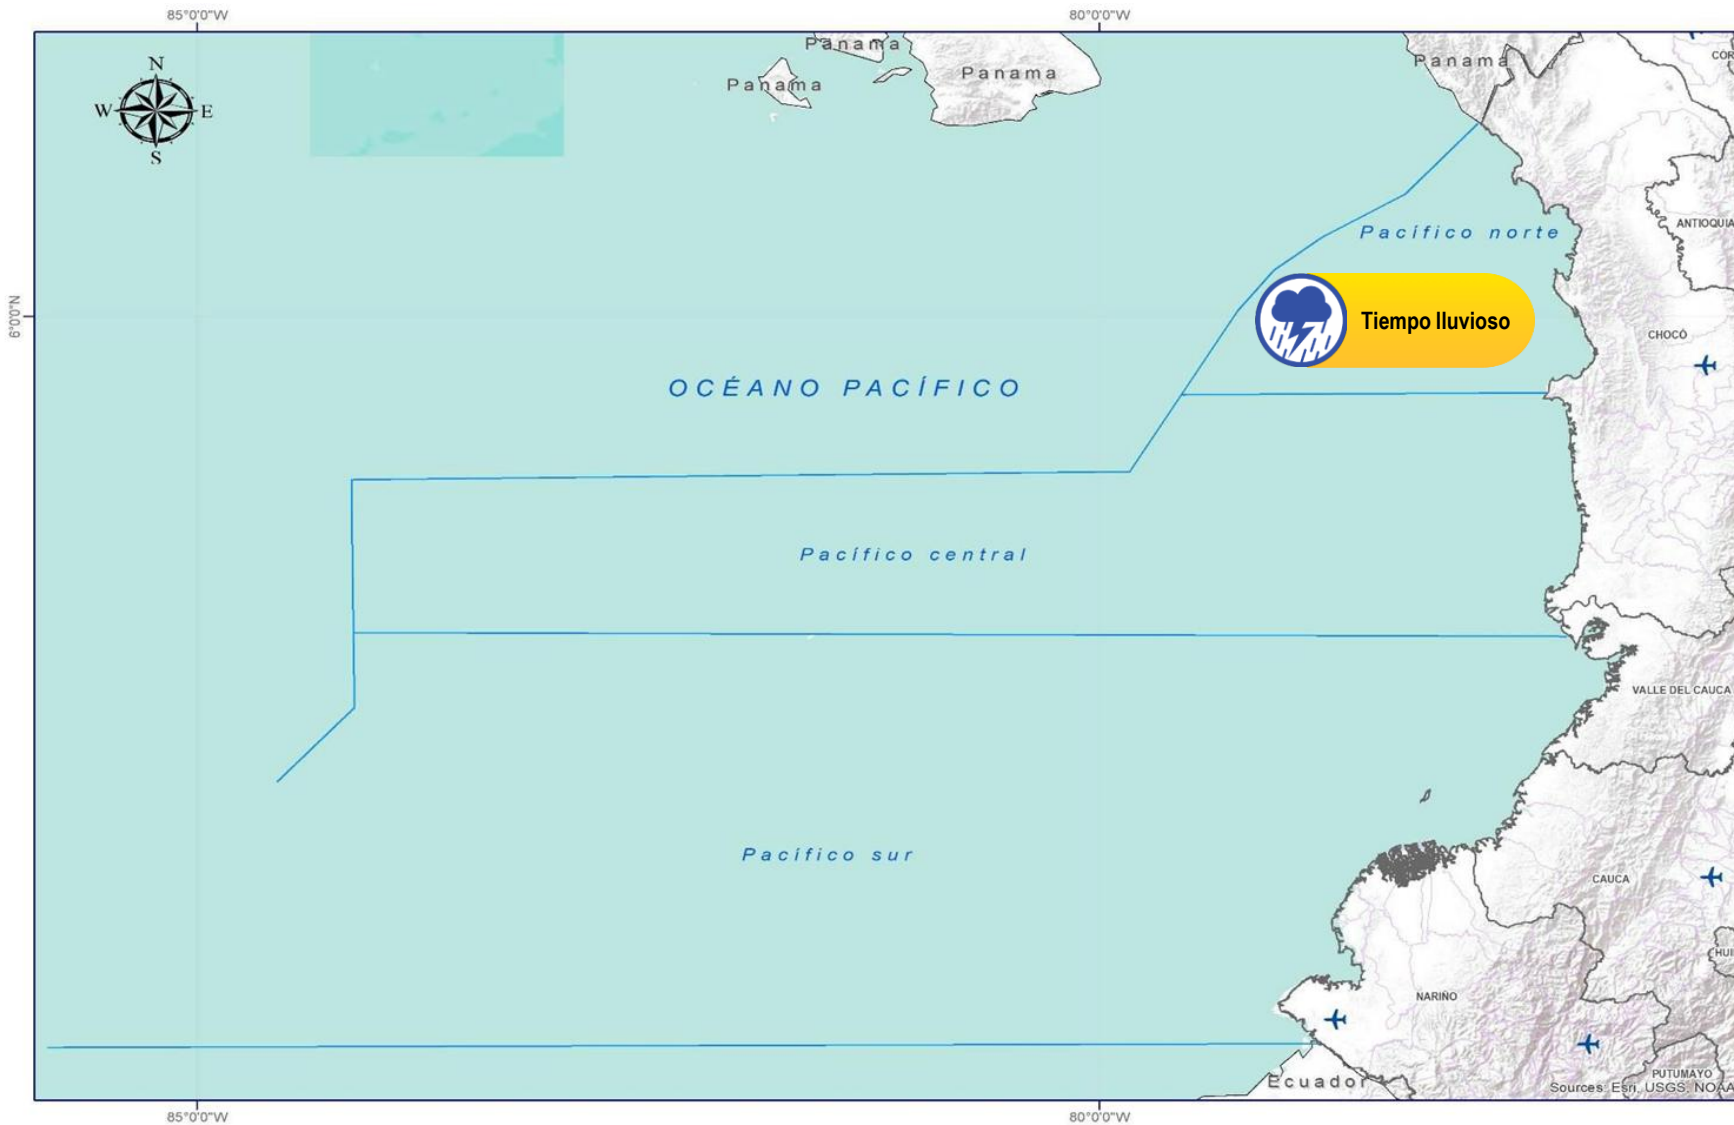 85°0'0"W
80°0'0"W
Panama
Panama
Panama
Panama
N
W
E
S
CÓR
ANTIOQUIA
Pacífico norte
6°0'0"N
Tiempo lluvioso
CHOCÓ
OCÉANO PACÍFICO
Pacífico central
VALLE DEL CAUCA
Pacífico sur
CAUCA
HUI
NARIÑO
PUTUMAYO
Ecuador
Sources: Esri, USGS, NOAA
85°0'0"W
80°0'0"W